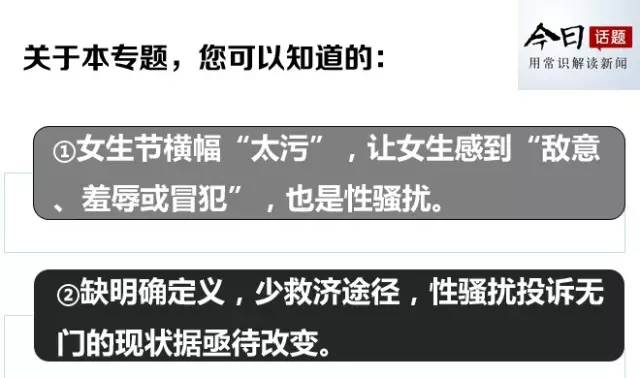 关于本专题，您可以知道的：
今日话题
用常识解读新闻
①女生节横幅“太污”，让女生感到“敌意
、羞辱或冒犯”，也是性骚扰。
②缺明确定义，少救济途径，性骚扰投诉无
门的现状据亟待改变。